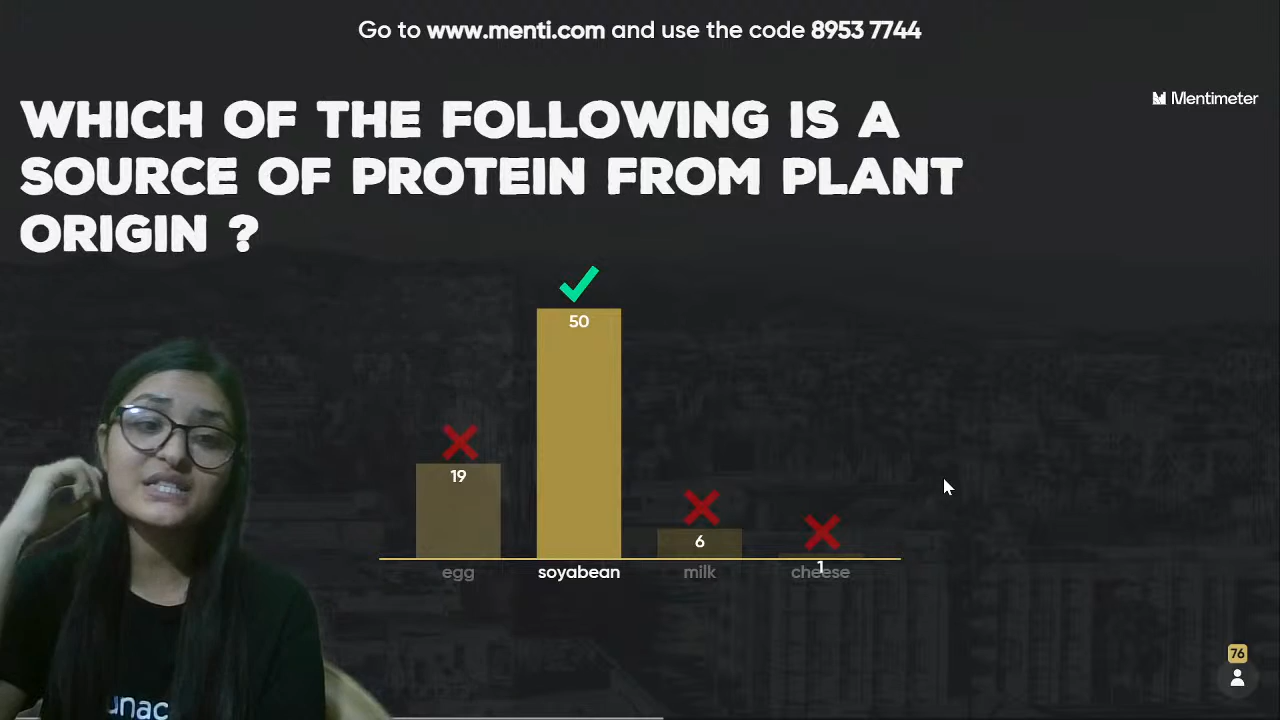 Go to www.menti.com and use the code 8953 7744
Mentimeter
WHICH OF THE FOLLOWING IS A
SOURCE OF PROTEIN FROM PLANT
ORIGIN ?
50
19
6
1
egg soyabean milk cheese
76
unac